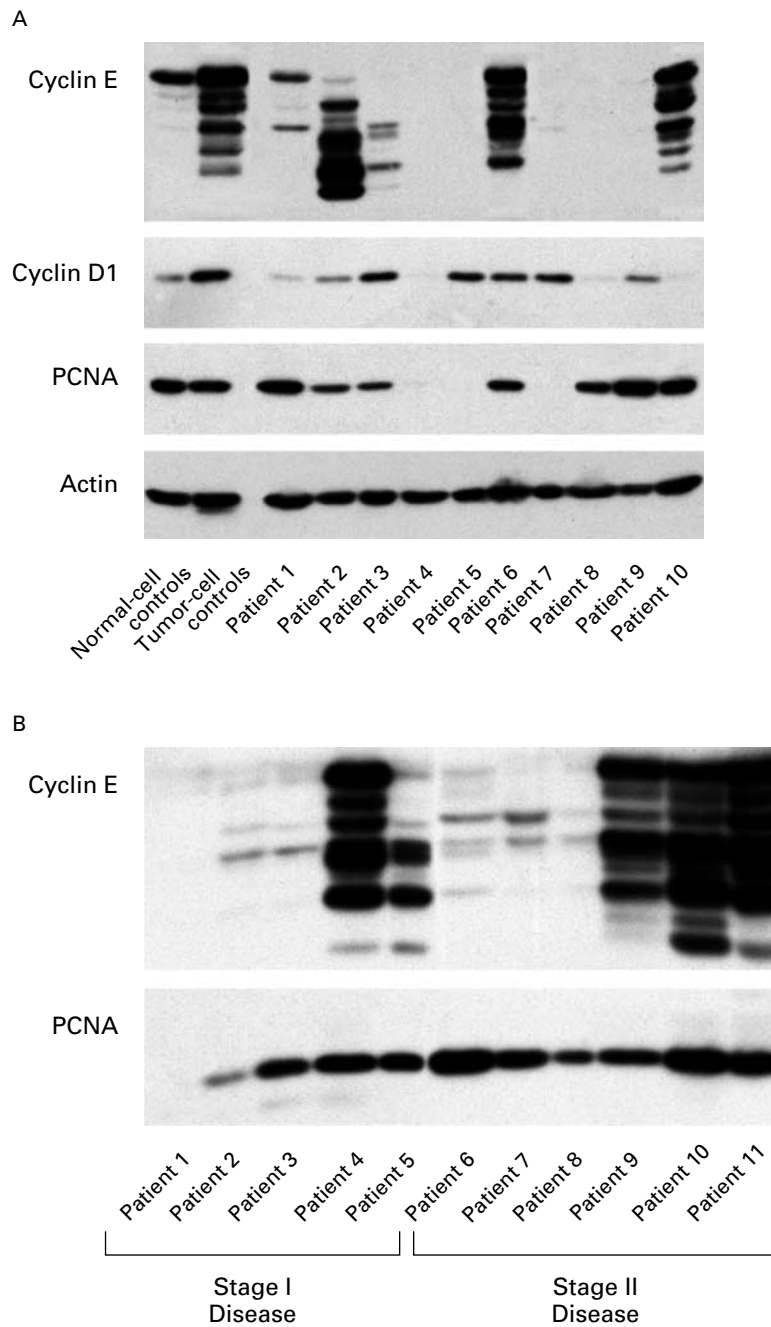 A
Cyclin E
Cyclin D1
PCNA
Actin
Normal-cell
controls
Tumor-cell
controls
Patient 1
Patient 2
Patient 3
Patient 4
Patient 5
Patient 6
Patient 7
Patient 8
Patient 9
Patient 10
B
Cyclin E
PCNA
Patient 1
Patient 2
Patient 3
Patient 4
Patient 5
Patient 6
Patient 7
Patient 8
Patient 9
Patient 10
Patient 11
Stage I
Disease
Stage II
Disease